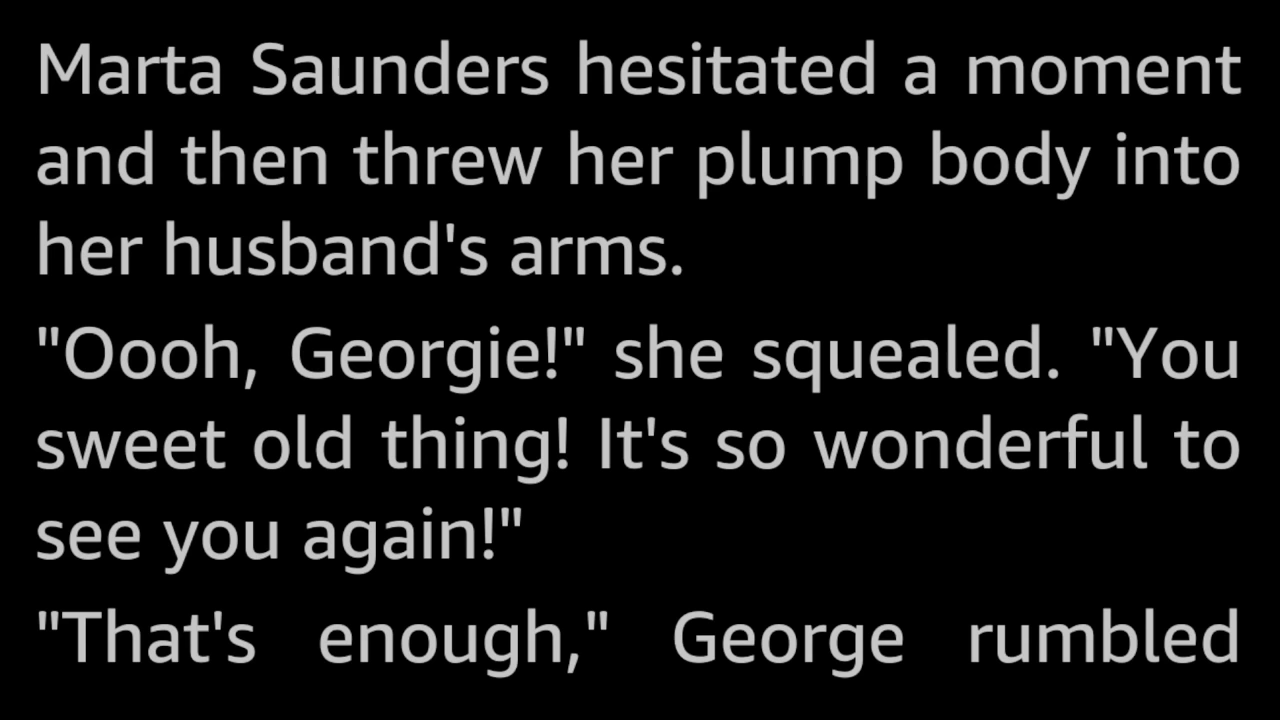 Marta Saunders hesitated a moment
and then threw her plump body into
her husband's arms.
"Oooh, Georgie!" she squealed. "You
sweet old thing! It's so wonderful to
see you again!"
"That's enough," George rumbled